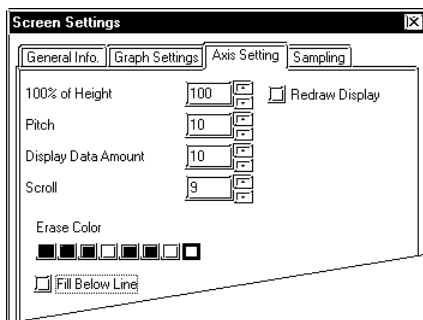 Screen Settings
General Info. Graph Settings Axis Setting Sampling
100% of Height 100 Redraw Display
Pitch 10
Display Data Amount 10
Scroll 9
Erase Color
Fill Below Line